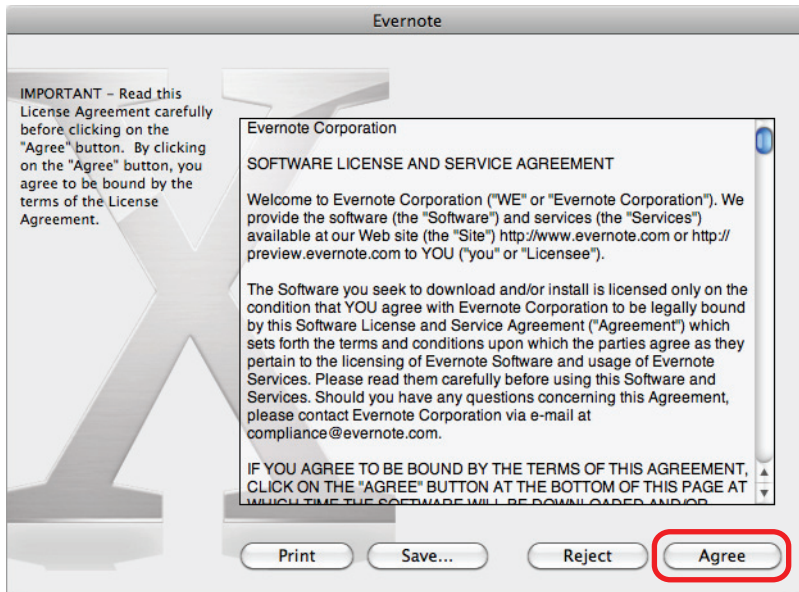 Evernote
IMPORTANT – Read this
License Agreement carefully
before clicking on the
"Agree" button.  By clicking
on the "Agree" button, you
agree to be bound by the
terms of the License
Agreement.
Evernote Corporation
SOFTWARE LICENSE AND SERVICE AGREEMENT
Welcome to Evernote Corporation ("WE" or "Evernote Corporation"). We
provide the software (the "Software") and services (the "Services")
available at our Web site (the "Site") http://www.evernote.com or http://
preview.evernote.com to YOU ("you" or "Licensee").
The Software you seek to download and/or install is licensed only on the
condition that YOU agree with Evernote Corporation to be legally bound
by this Software License and Service Agreement ("Agreement") which
sets forth the terms and conditions upon which the parties agree as they
pertain to the licensing of Evernote Software and usage of Evernote
Services. Please read them carefully before using this Software and
Services. Should you have any questions concerning this Agreement,
please contact Evernote Corporation via e-mail at
compliance@evernote.com.
IF YOU AGREE TO BE BOUND BY THE TERMS OF THIS AGREEMENT,
CLICK ON THE "AGREE" BUTTON AT THE BOTTOM OF THIS PAGE AT
WHICH TIME THE SOFTWARE WILL BE DOWNLOADED AND/OR
Print
Save...
Reject
Agree